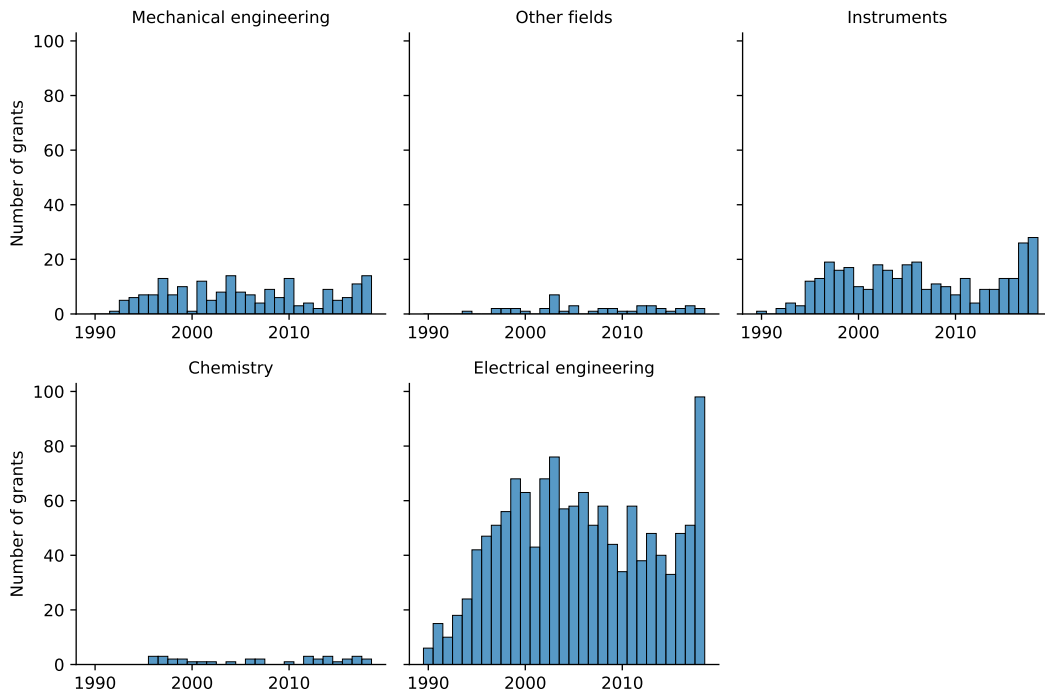 Mechanical engineering
Other fields
Instruments
Number of grants
100
80
60
40
20
0
1990 2000 2010
1990 2000 2010
1990 2000 2010
Chemistry
Electrical engineering
Number of grants
100
80
60
40
20
0
1990 2000 2010
1990 2000 2010